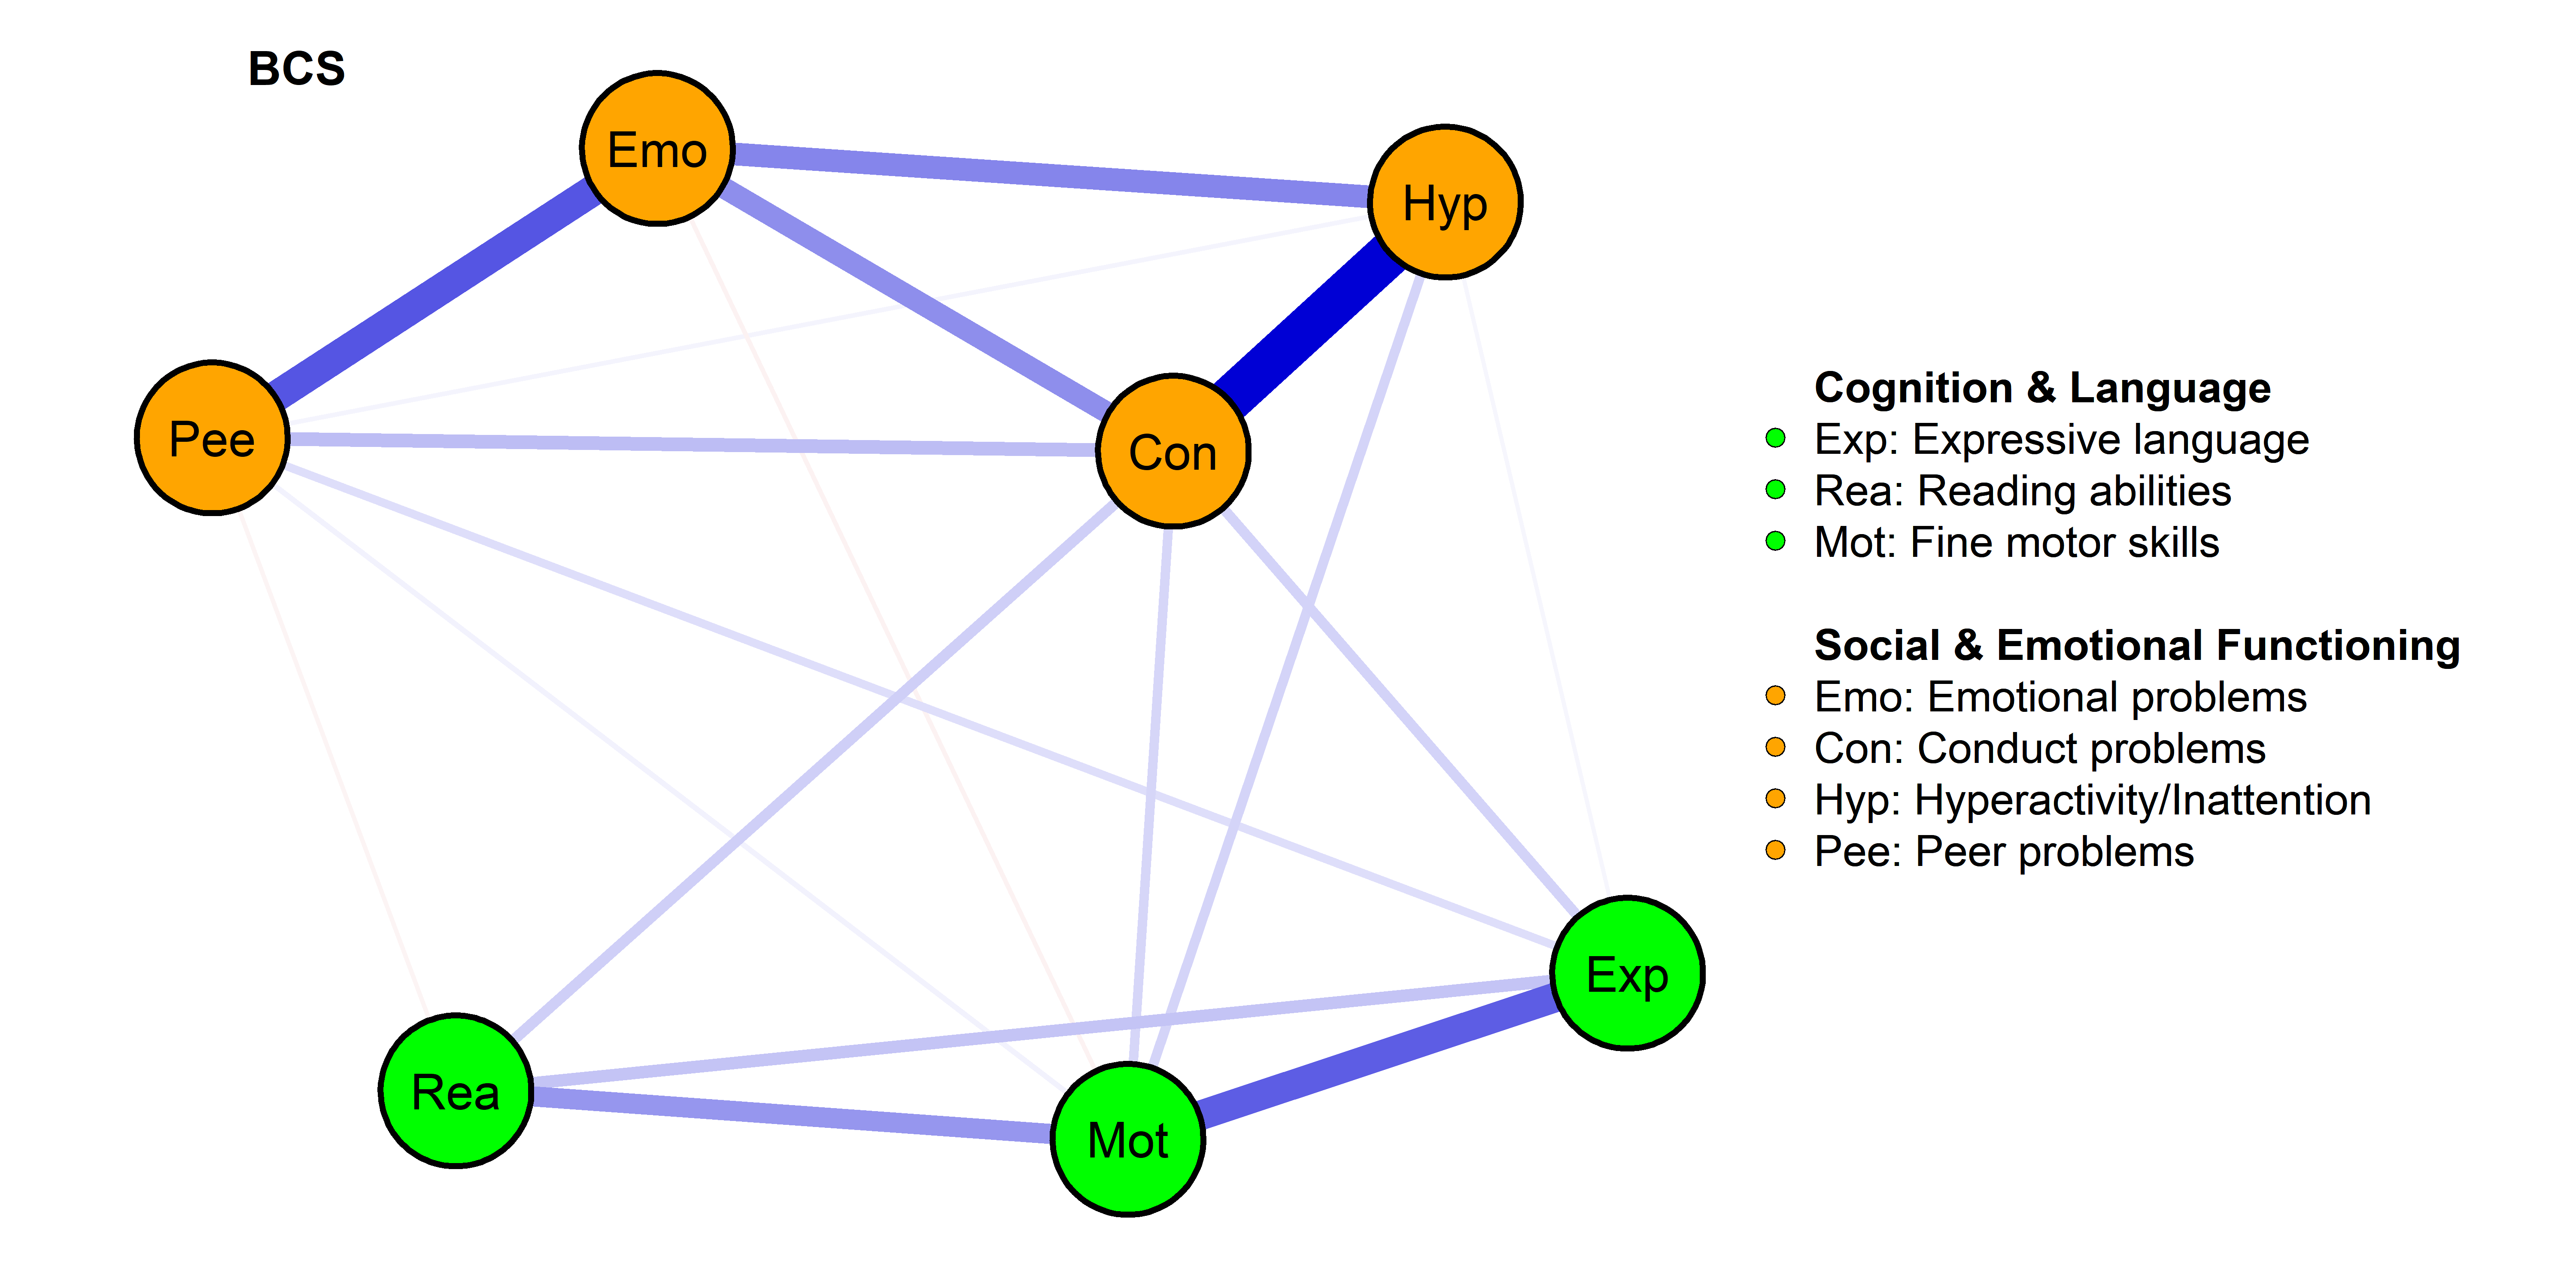 BCS
Emo
Hyp
Pee
Con
Exp
Rea
Mot
Cognition & Language
Exp: Expressive language
Rea: Reading abilities
Mot: Fine motor skills
Social & Emotional Functioning
Emo: Emotional problems
Con: Conduct problems
Hyp: Hyperactivity/Inattention
Pee: Peer problems